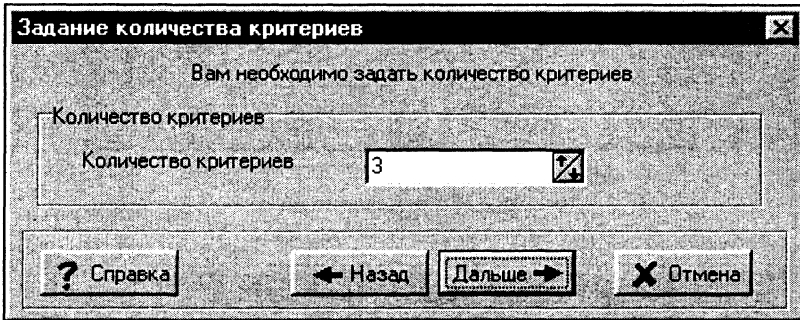 Задание количества критериев
Вам необходимо задать количество критериев
Количество критериев
Количество критериев 3
? Справка Назад Дальше Отмена